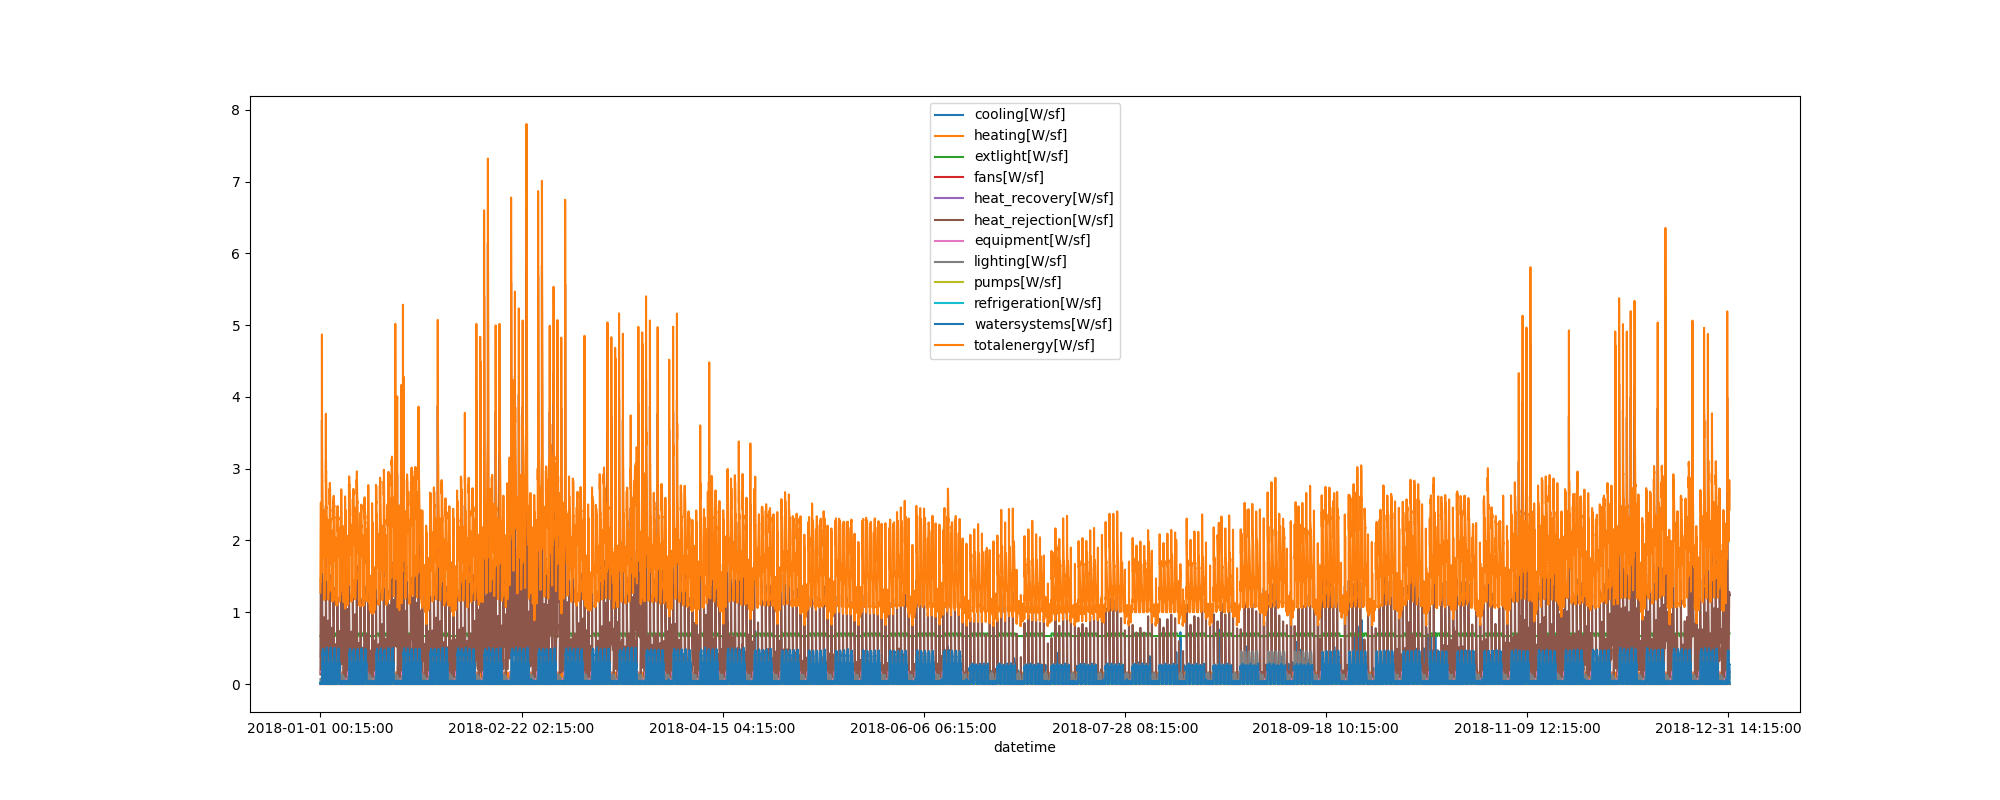 8
7
6
5
4
3
2
1
0
cooling[W/sf]
heating[W/sf]
extlight[W/sf]
fans[W/sf]
heat_recovery[W/sf]
heat_rejection[W/sf]
equipment[W/sf]
lighting[W/sf]
pumps[W/sf]
refrigeration[W/sf]
watersystems[W/sf]
totalenergy[W/sf]
2018-01-01 00:15:00 2018-02-22 02:15:00 2018-04-15 04:15:00 2018-06-06 06:15:00 2018-07-28 08:15:00 2018-09-18 10:15:00 2018-11-09 12:15:00 2018-12-31 14:15:00
datetime